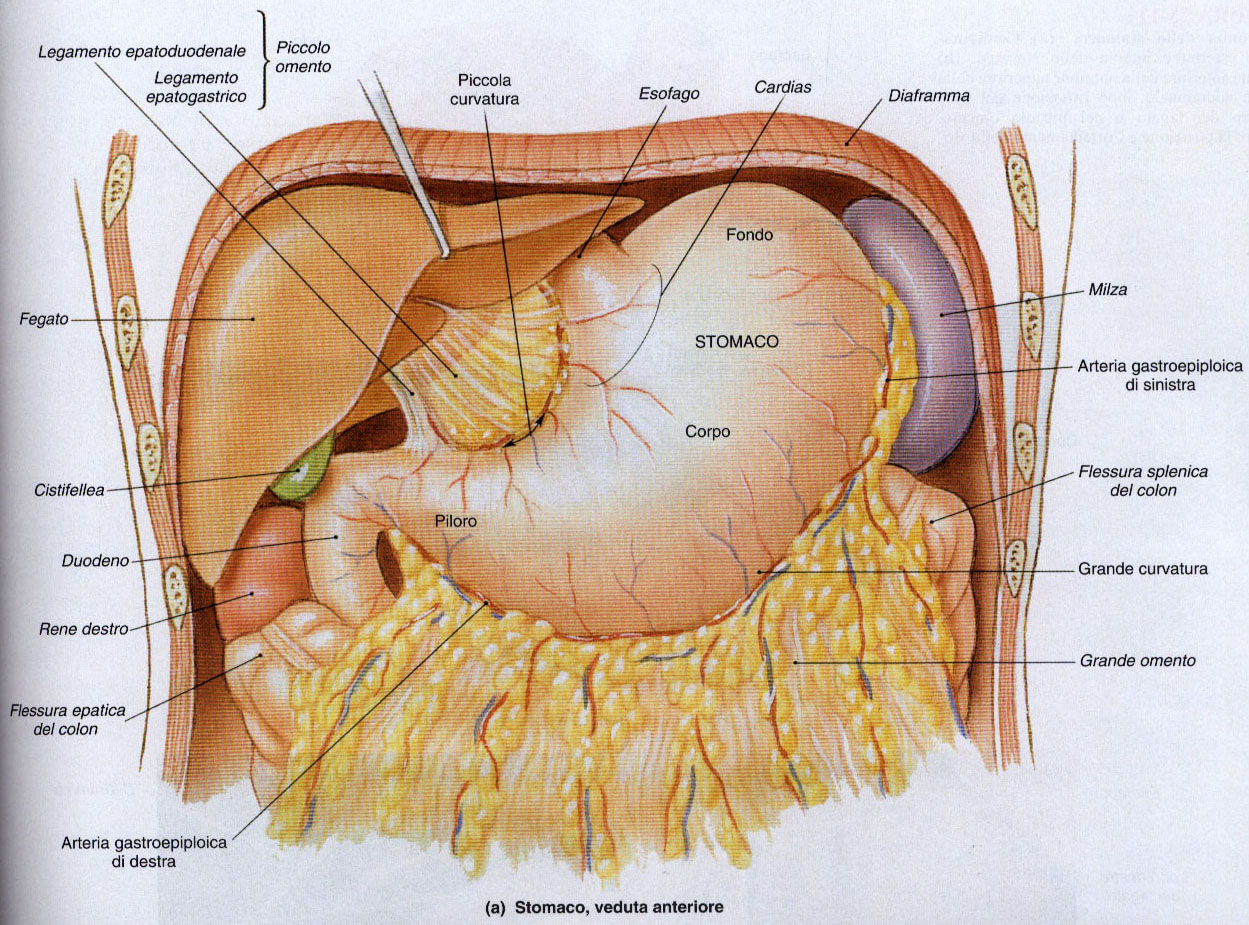 Legamento epatoduodenale
Legamento
epatogastrico
Piccolo
omento
Piccola
curvatura
Esofago
Cardias
Diaframma
Fondo
Milza
Fegato
STOMACO
Arteria gastroepiploica
di sinistra
Corpo
Flessura splenica
del colon
Cistifellea
Piloro
Duodeno
Grande curvatura
Rene destro
Grande omento
Flessura epatica
del colon
Arteria gastroepiploica
di destra
(a) Stomaco, veduta anteriore